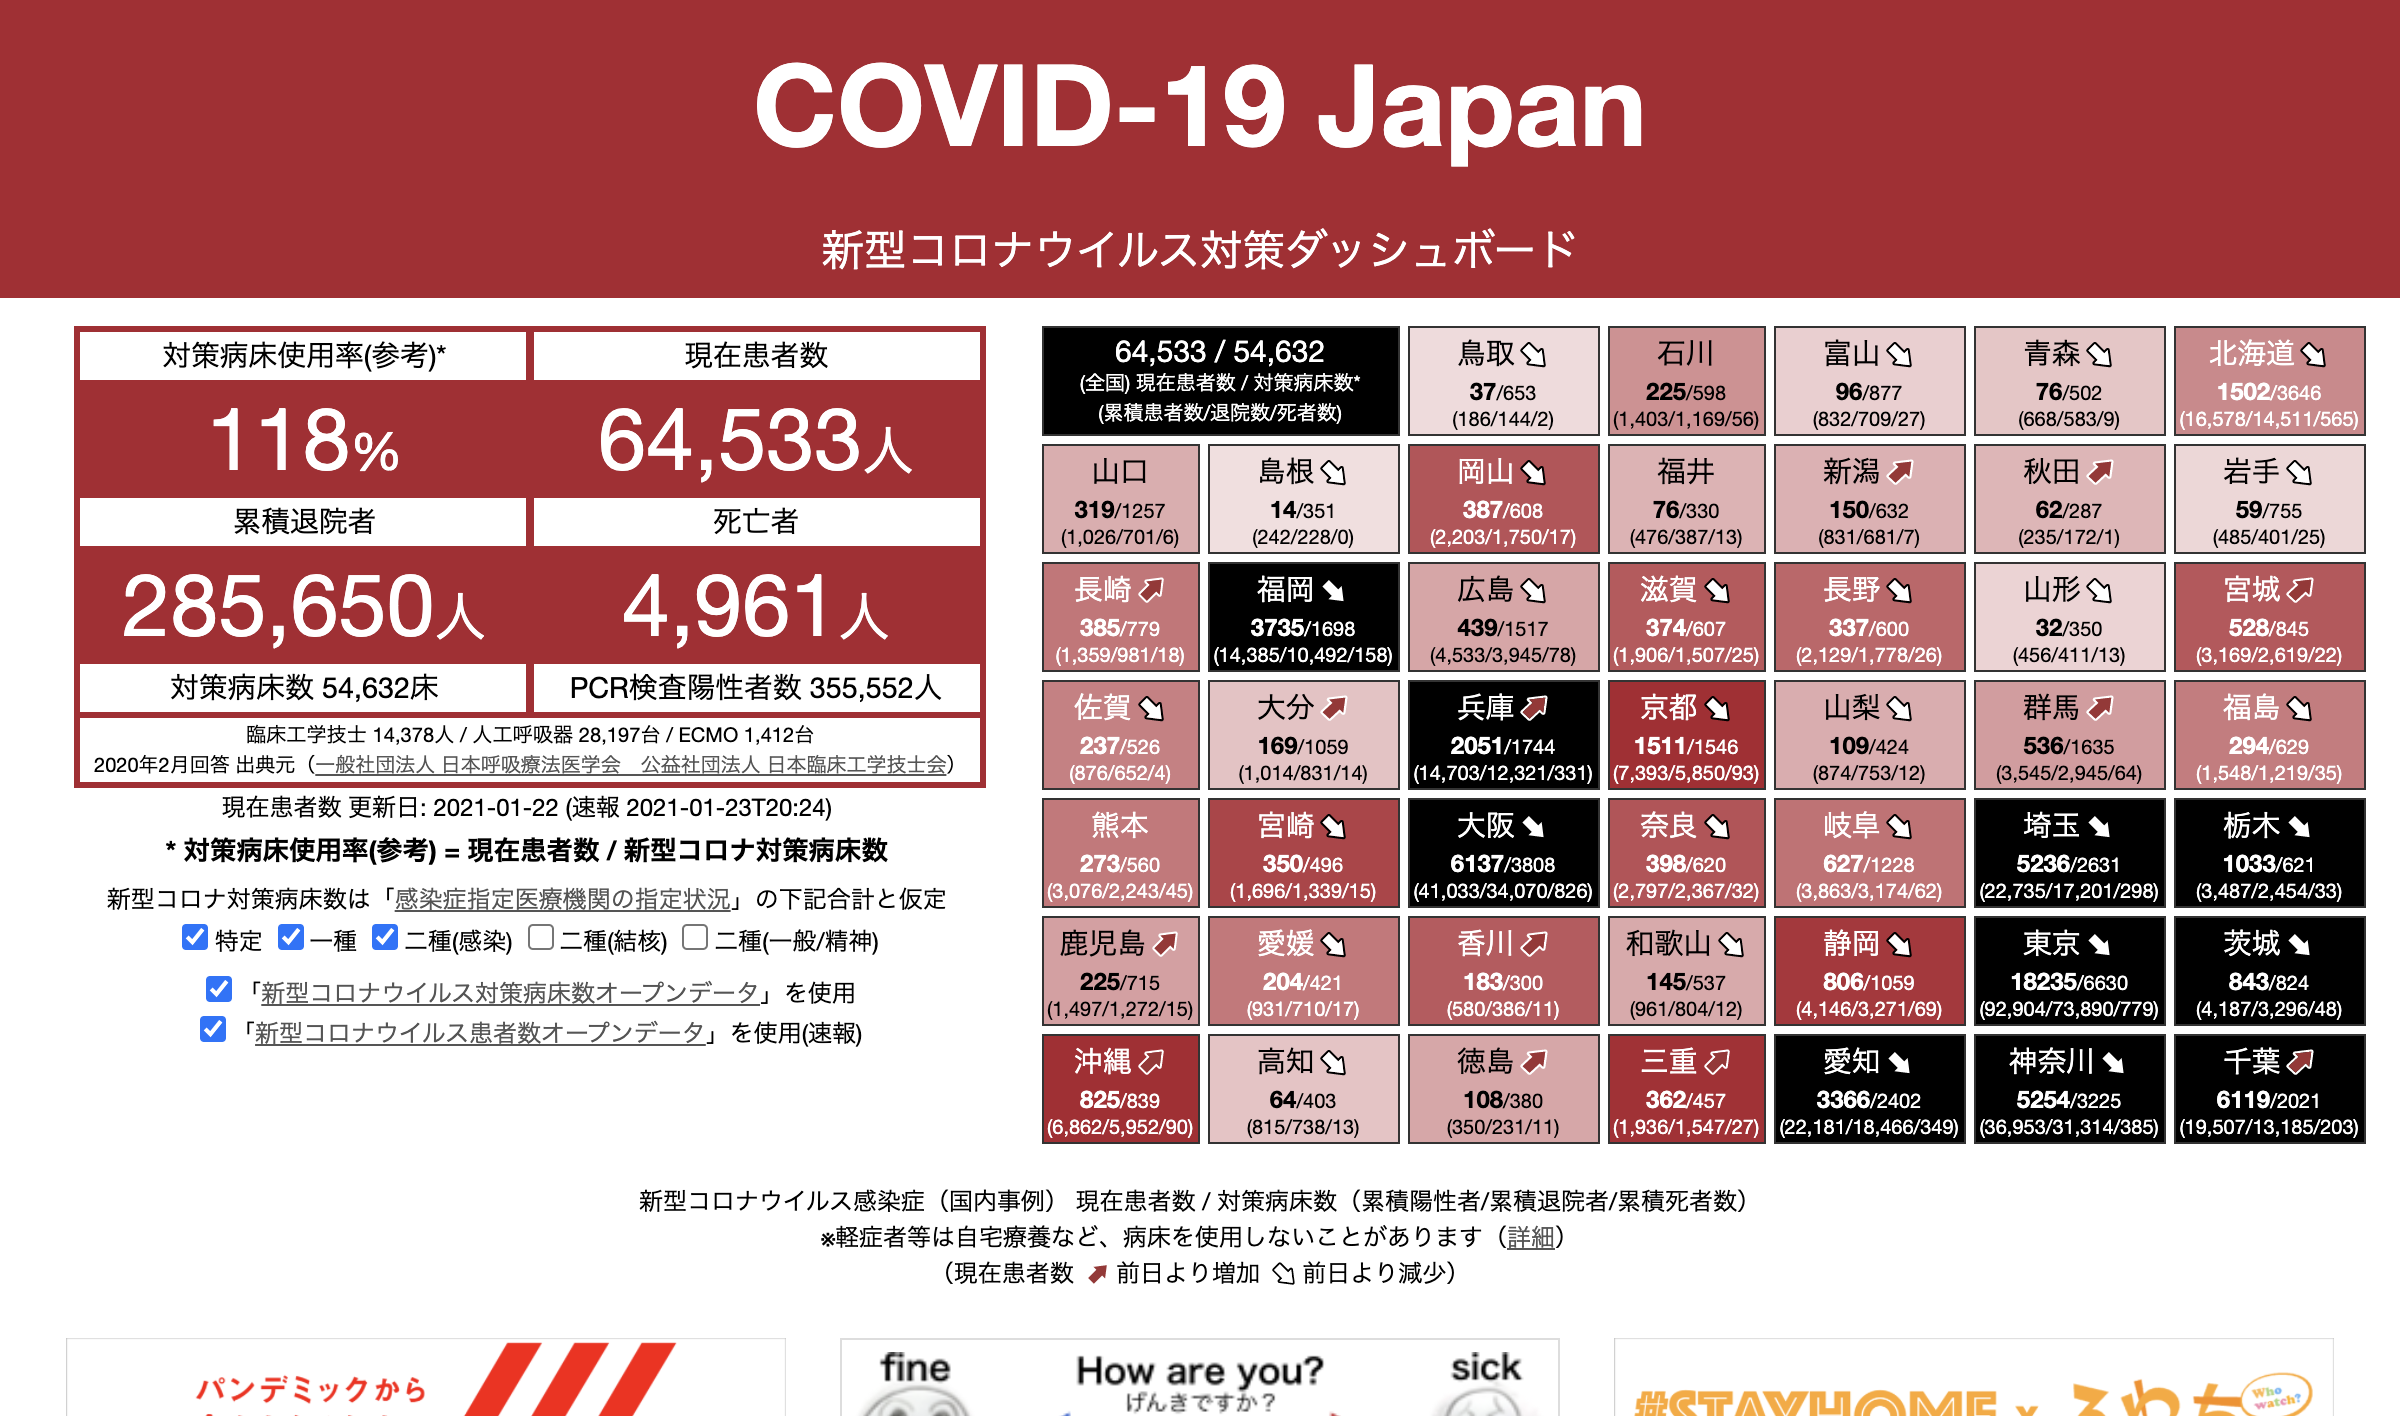 COVID-19 Japan
新型コロナウイルス対策ダッシュボード
対策病床使用率(参考)*
現在患者数
118%
64,533人
累積退院者
死亡者
285,650人
4,961人
対策病床数 54,632床
PCR検査陽性者数 355,552人
臨床工学技士 14,378人 / 人工呼吸器 28,197台 / ECMO 1,412台
2020年2月回答 出典元（一般社団法人 日本呼吸療法医学会　公益社団法人 日本臨床工学技士会）
現在患者数 更新日: 2021-01-22 (速報 2021-01-23T20:24)
* 対策病床使用率(参考) = 現在患者数 / 新型コロナ対策病床数
新型コロナ対策病床数は「感染症指定医療機関の指定状況」の下記合計と仮定
特定 一種 二種(感染) 二種(結核) 二種(一般/精神)
「新型コロナウイルス対策病床数オープンデータ」を使用
「新型コロナウイルス患者数オープンデータ」を使用(速報)
64,533 / 54,632
(全国) 現在患者数 / 対策病床数*
(累積患者数/退院数/死者数)
鳥取
37/653
(186/144/2)
石川
225/598
(1,403/1,169/56)
富山
96/877
(832/709/27)
青森
76/502
(668/583/9)
北海道
1502/3646
(16,578/14,511/565)
山口
319/1257
(1,026/701/6)
島根
14/351
(242/228/0)
岡山
387/608
(2,203/1,750/17)
福井
76/330
(476/387/13)
新潟
150/632
(831/681/7)
秋田
62/287
(235/172/1)
岩手
59/755
(485/401/25)
長崎
385/779
(1,359/981/18)
福岡
3735/1698
(14,385/10,492/158)
広島
439/1517
(4,533/3,945/78)
滋賀
374/607
(1,906/1,507/25)
長野
337/600
(2,129/1,778/26)
山形
32/350
(456/411/13)
宮城
528/845
(3,169/2,619/22)
佐賀
237/526
(876/652/4)
大分
169/1059
(1,014/831/14)
兵庫
2051/1744
(14,703/12,321/331)
京都
1511/1546
(7,393/5,850/93)
山梨
109/424
(874/753/12)
群馬
536/1635
(3,545/2,945/64)
福島
294/629
(1,548/1,219/35)
熊本
273/560
(3,076/2,243/45)
宮崎
350/496
(1,696/1,339/15)
大阪
6137/3808
(41,033/34,070/826)
奈良
398/620
(2,797/2,367/32)
岐阜
627/1228
(3,863/3,174/62)
埼玉
5236/2631
(22,735/17,201/298)
栃木
1033/621
(3,487/2,454/33)
鹿児島
225/715
(1,497/1,272/15)
愛媛
204/421
(931/710/17)
香川
183/300
(580/386/11)
和歌山
145/537
(961/804/12)
静岡
806/1059
(4,146/3,271/69)
東京
18235/6630
(92,904/73,890/779)
茨城
843/824
(4,187/3,296/48)
沖縄
825/839
(6,862/5,952/90)
高知
64/403
(815/738/13)
徳島
108/380
(350/231/11)
三重
362/457
(1,936/1,547/27)
愛知
3366/2402
(22,181/18,466/349)
神奈川
5254/3225
(36,953/31,314/385)
千葉
6119/2021
(19,507/13,185/203)
新型コロナウイルス感染症（国内事例） 現在患者数 / 対策病床数（累積陽性者/累積退院者/累積死者数）
※軽症者等は自宅療養など、病床を使用しないことがあります（詳細）
（現在患者数 前日より増加 前日より減少）
パンデミックから
fine
How are you?
sick
げんきですか？
#STAYHOME x
Who watch?